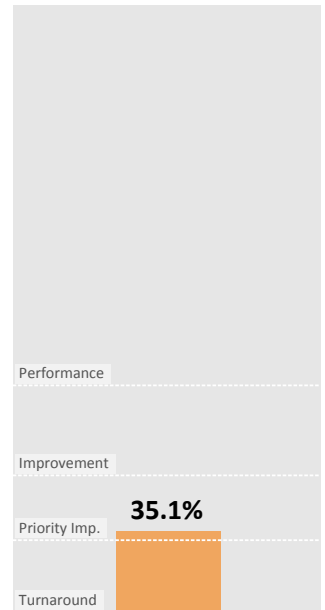 Performance
Improvement
35.1%
Priority Imp.
Turnaround